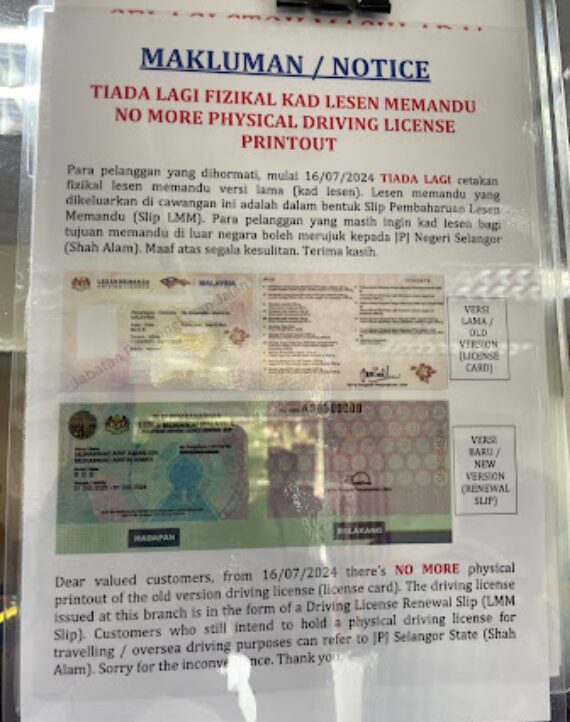 MAKLUMAN / NOTICE
TIADA LAGI FIZIKAL KAD LESEN MEMANDU
NO MORE PHYSICAL DRIVING LICENSE
PRINTOUT
Para pelanggan yang dihormati, mulai 16/07/2024 TIADA LAGI cetakan
fizikal lesen memandu versi lama (kad lesen). Lesen memandu yang
dikeluarkan di cawangan ini adalah dalam bentuk Slip Pembaharuan Lesen
Memandu (Slip LMM). Para pelanggan yang masih ingin kad lesen bagi
tujuan memandu di luar negara boleh merujuk kepada JPJ Negeri Selangor
(Shah Alam). Maaf atas segala kesulitan. Terima kasih.
LESEN MEMANDU
DRIVING LICENCE
MALAYSIA
VERSI
LAMA /
OLD
VERSION
(LICENSE
CARD)
LESEN MEMANDU MALAYSIA
HADAPAN
BELAKANG
VERSI
BARU /
NEW
VERSION
(RENEWAL
SLIP)
Dear valued customers, from 16/07/2024 there's NO MORE physical
printout of the old version driving license (license card). The driving license
issued at this branch is in the form of a Driving License Renewal Slip (LMM
Slip). Customers who still intend to hold a physical driving license for
travelling / oversea driving purposes can refer to JPJ Selangor State (Shah
Alam). Sorry for the Thank you.